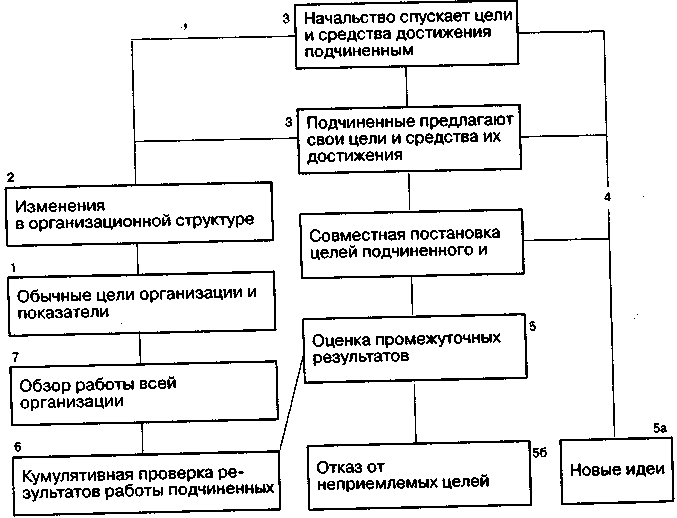 3
Начальство спускает цели
и средства достижения
подчиненным
3
Подчиненные предлагают
свои цели и средства их
достижения
2
Изменения
в организационной структуре
4
Совместная постановка
целей подчиненного и
1
Обычные цели организации и
показатели
5
Оценка промежуточных
результатов
7
Обзор работы всей
организации
6
Кумулятивная проверка ре-
зультатов работы подчиненных
5б
Отказ от
неприемлемых целей
5а
Новые идеи